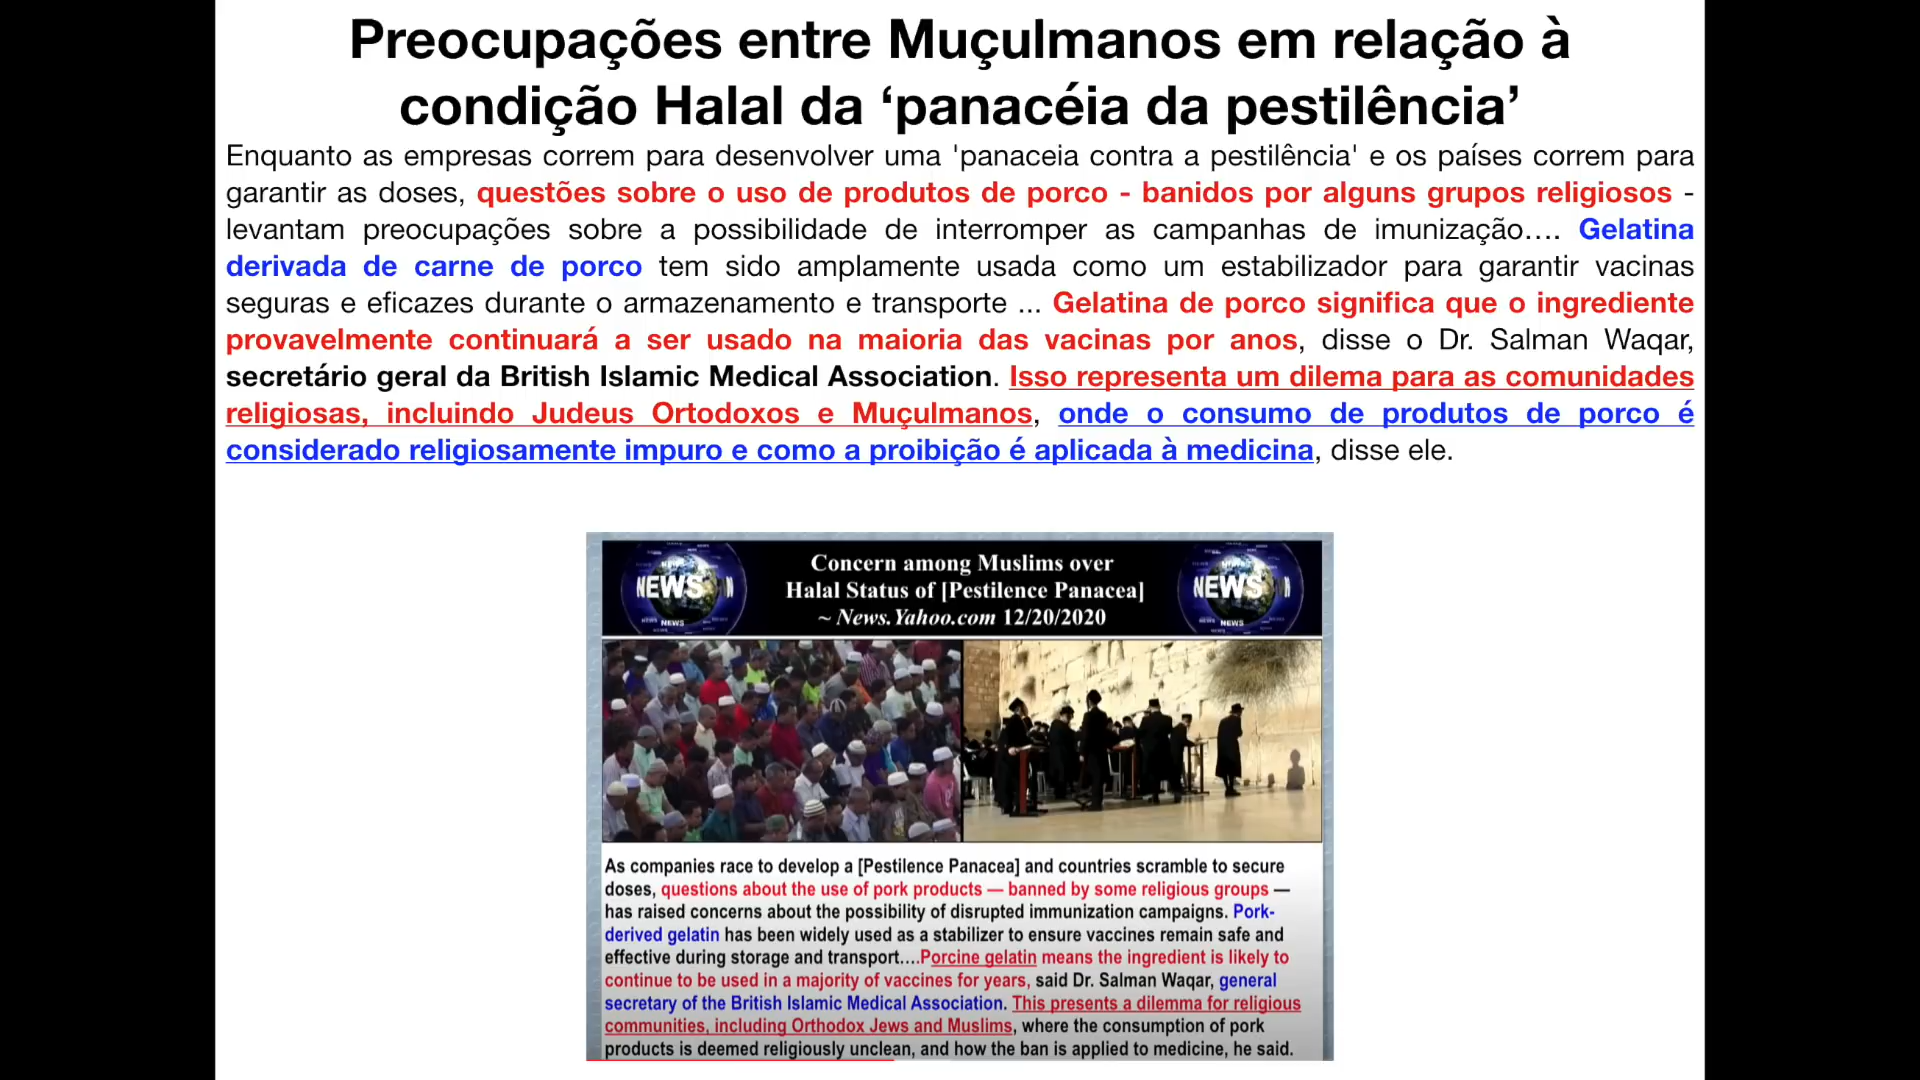 Preocupações entre Muçulmanos em relação à
condição Halal da ‘panacéia da pestilência’
Enquanto as empresas correm para desenvolver uma 'panaceia contra a pestilência' e os países correm para
garantir as doses, questões sobre o uso de produtos de porco - banidos por alguns grupos religiosos -
levantam preocupações sobre a possibilidade de interromper as campanhas de imunização…. Gelatina
derivada de carne de porco tem sido amplamente usada como um estabilizador para garantir vacinas
seguras e eficazes durante o armazenamento e transporte ... Gelatina de porco significa que o ingrediente
provavelmente continuará a ser usado na maioria das vacinas por anos, disse o Dr. Salman Waqar,
secretário geral da British Islamic Medical Association. Isso representa um dilema para as comunidades
religiosas, incluindo Judeus Ortodoxos e Muçulmanos, onde o consumo de produtos de porco é
considerado religiosamente impuro e como a proibição é aplicada à medicina, disse ele.
NEWS
NEWS
Concern among Muslims over
Halal Status of [Pestilence Panacea]
~ News.Yahoo.com 12/20/2020
NEWS
NEWS
As companies race to develop a [Pestilence Panacea] and countries scramble to secure
doses, questions about the use of pork products — banned by some religious groups —
has raised concerns about the possibility of disrupted immunization campaigns. Pork-
derived gelatin has been widely used as a stabilizer to ensure vaccines remain safe and
effective during storage and transport….Porcine gelatin means the ingredient is likely to
continue to be used in a majority of vaccines for years, said Dr. Salman Waqar, general
secretary of the British Islamic Medical Association. This presents a dilemma for religious
communities, including Orthodox Jews and Muslims, where the consumption of pork
products is deemed religiously unclean, and how the ban is applied to medicine, he said.